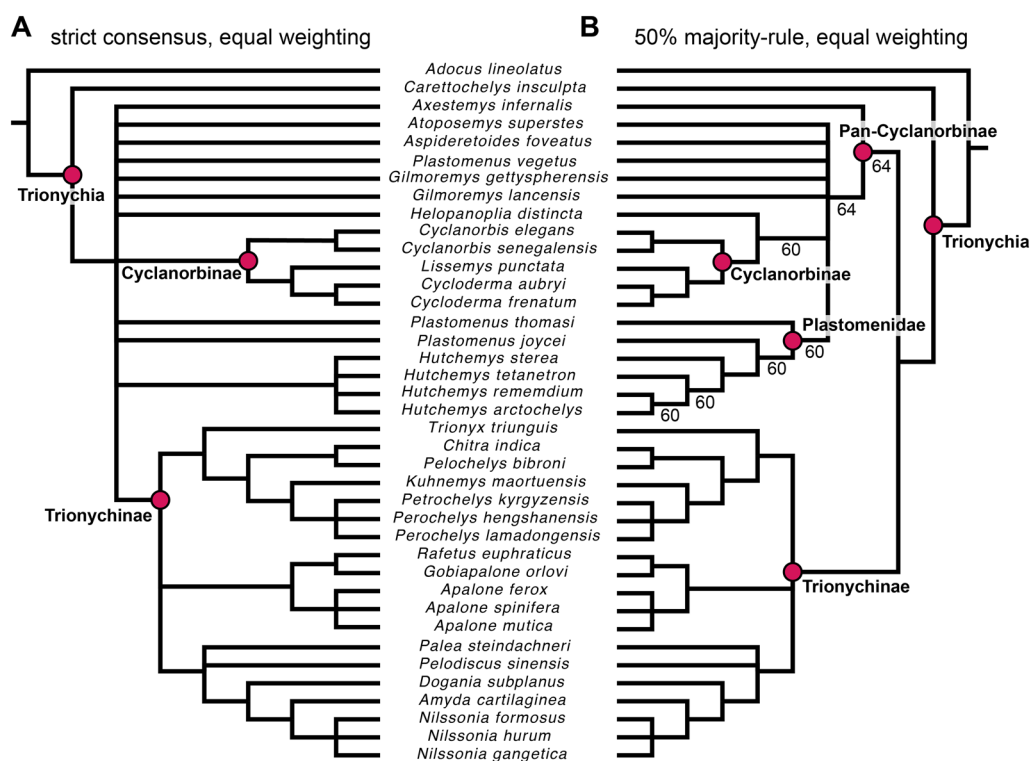 A
strict consensus, equal weighting
B
50% majority-rule, equal weighting
Adocus lineolatus
Carettochelys insculpta
Axestemys infernalis
Atoposemys superstes
Aspideretoides foveatus
Plastomenus vegetus
Gilmoremys gettyspherensis
Gilmoremys lancensis
Helopanoplia distincta
Cyclanorbis elegans
Cyclanorbis senegalensis
Lissemys punctata
Cycloderma aubryi
Cycloderma frenatum
Plastomenus thomasi
Plastomenus joycei
Hutchemys sterea
Hutchemys tetanetron
Hutchemys rememdium
Hutchemys arctochelys
Trionyx triunguis
Chitra indica
Pelochelys bibroni
Kuhnemys maortuensis
Petrochelys kyrgyzensis
Perochelys hengshanensis
Perochelys lamadongensis
Rafetus euphraticus
Gobiapalone orlovi
Apalone ferox
Apalone spinifera
Apalone mutica
Palea steindachneri
Pelodiscus sinensis
Dogania subplanus
Amyda cartilaginea
Nilssonia formosus
Nilssonia hurum
Nilssonia gangetica
Trionychia
Cyclanorbinae
Trionychinae
Pan-Cyclanorbinae
64
64
60
Trionychia
Cyclanorbinae
Plastomenidae
60
60
60
60
Trionychinae